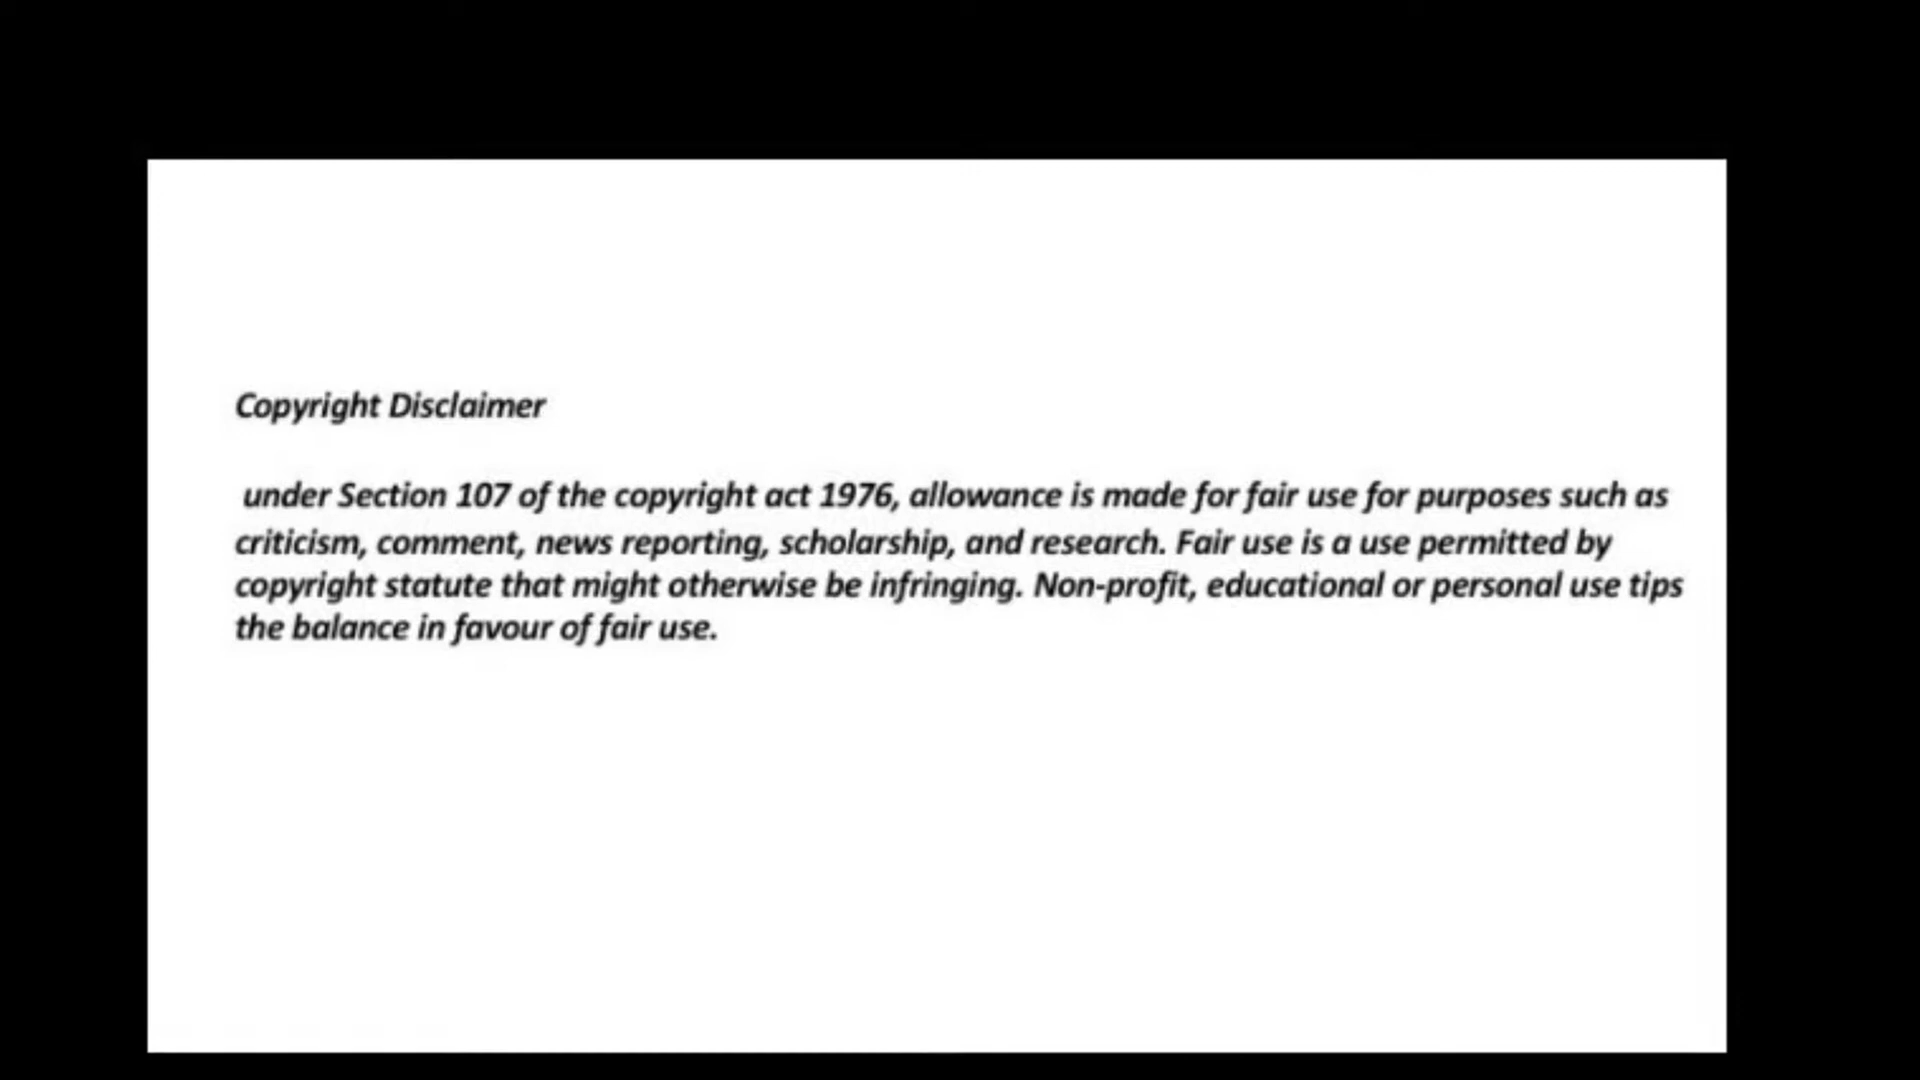 Copyright Disclaimer
under Section 107 of the copyright act 1976, allowance is made for fair use for purposes such as
criticism, comment, news reporting, scholarship, and research. Fair use is a use permitted by
copyright statute that might otherwise be infringing. Non-profit, educational or personal use tips
the balance in favour of fair use.